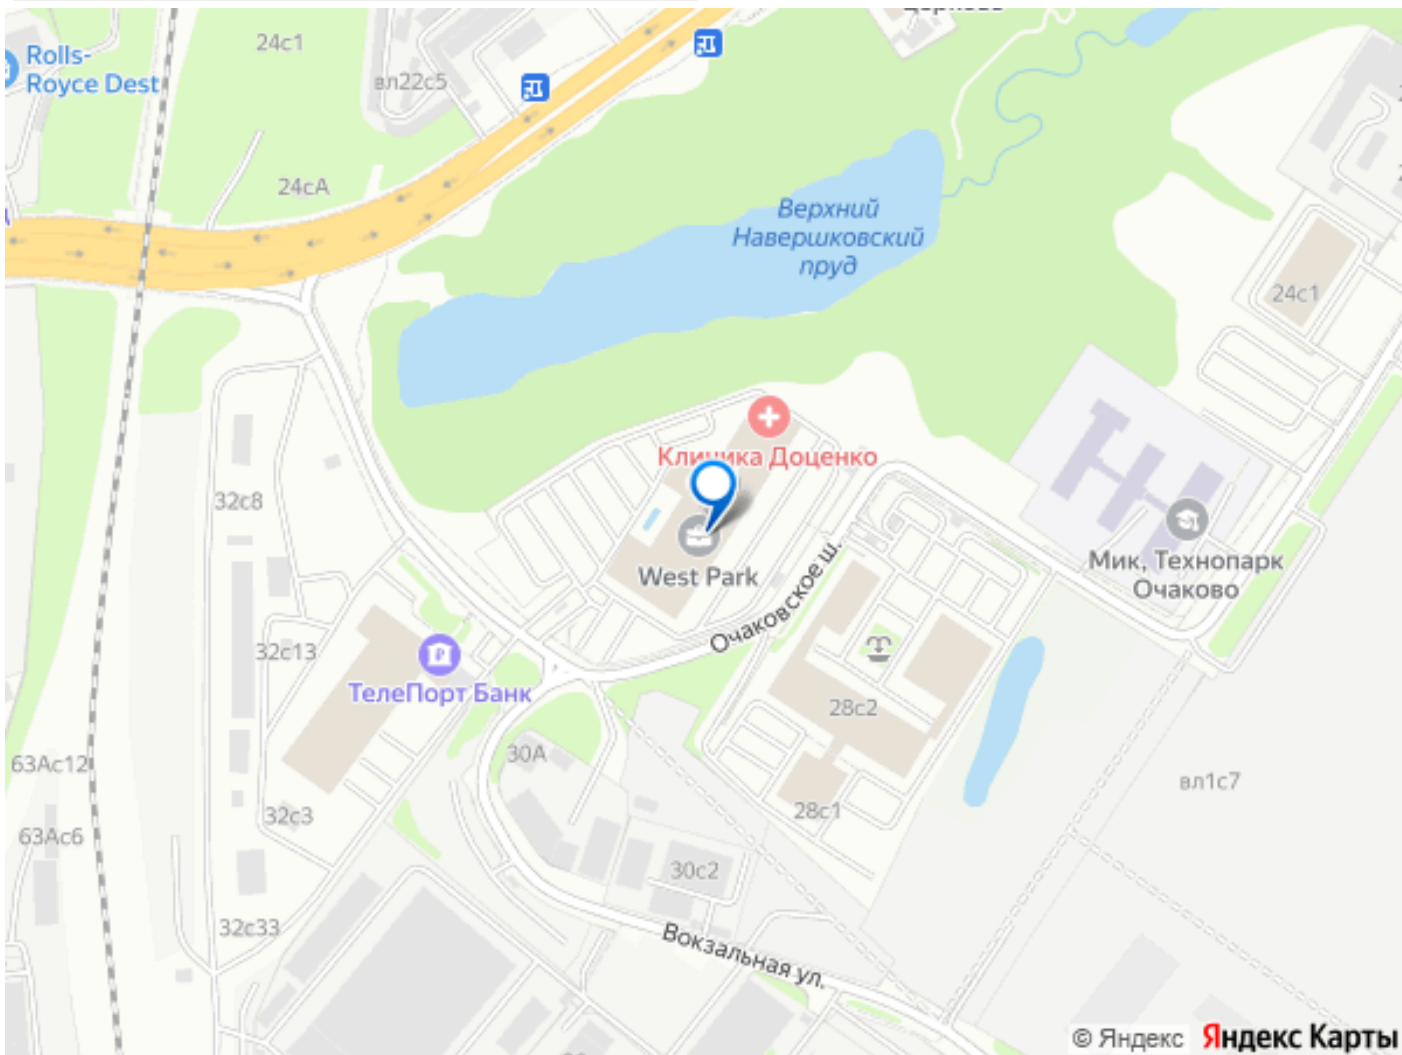 24с1
Rolls-
Royce Dest
вл22с5
24сА
Верхний
Навершковский
пруд
24с1
Клиника Доценко
32с8
West Park
Очаковское ш.
Мик, Технопарк
Очаково
32с13
ТелеПорт Банк
28с2
30А
63Ас12
28с1
вл1с7
32с3
63Ас6
30с2
32с33
Вокзальная ул.
© Яндекс Яндекс Карты